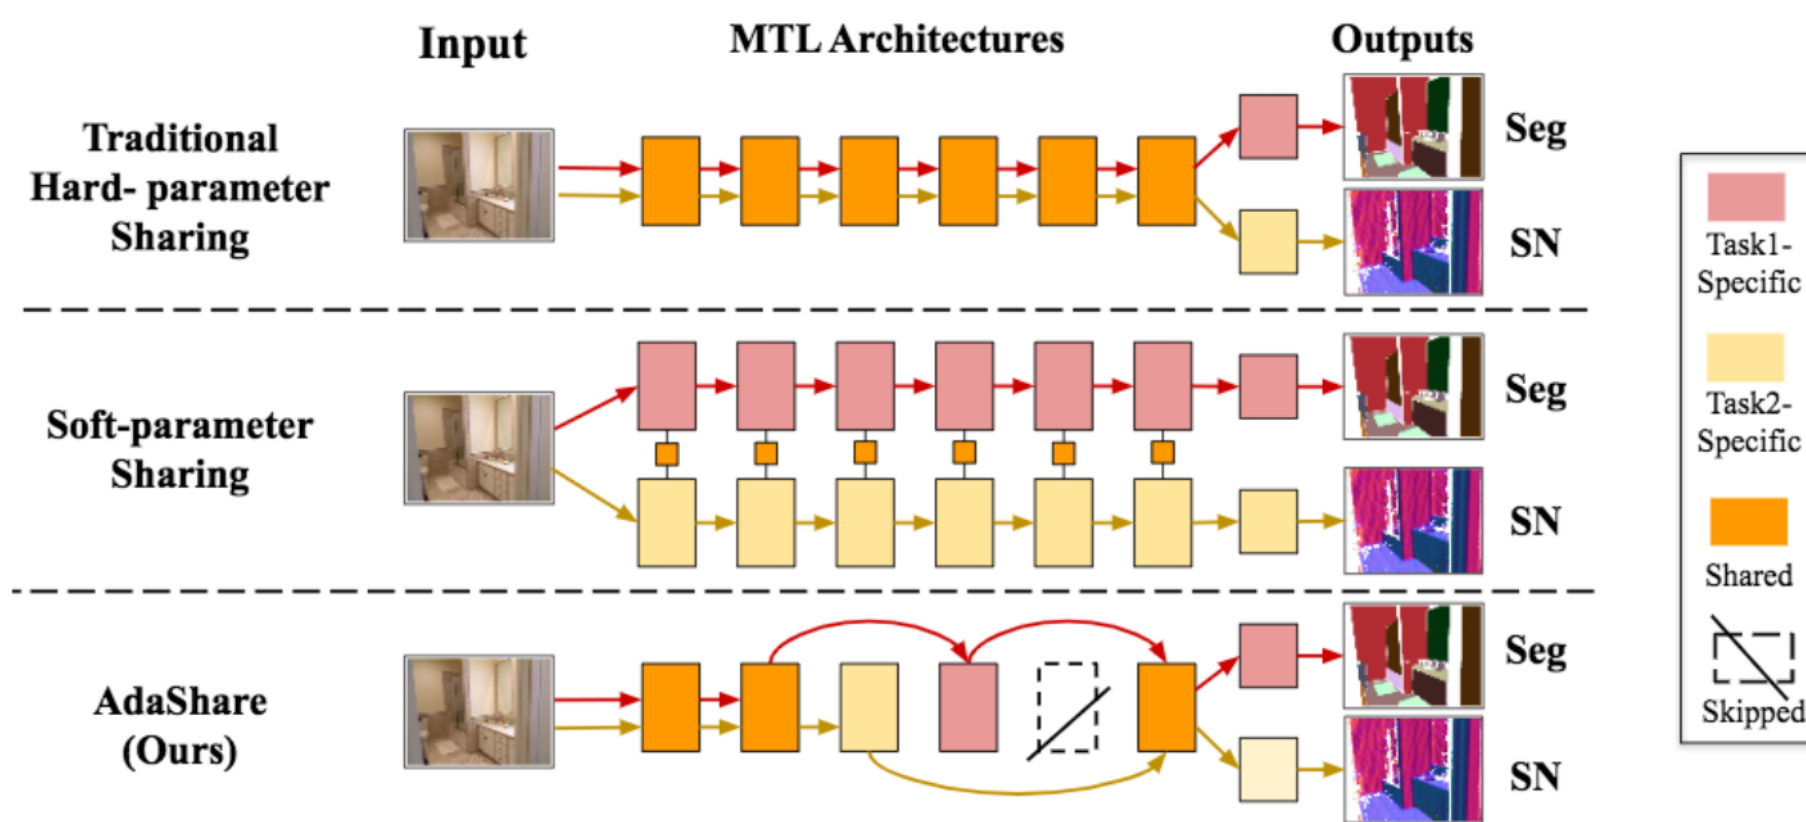 Input
MTL Architectures
Outputs
Traditional
Hard- parameter
Sharing
Seg
SN
Soft-parameter
Sharing
Seg
SN
AdaShare
(Ours)
Seg
SN
Task1-
Specific
Task2-
Specific
Shared
Skipped